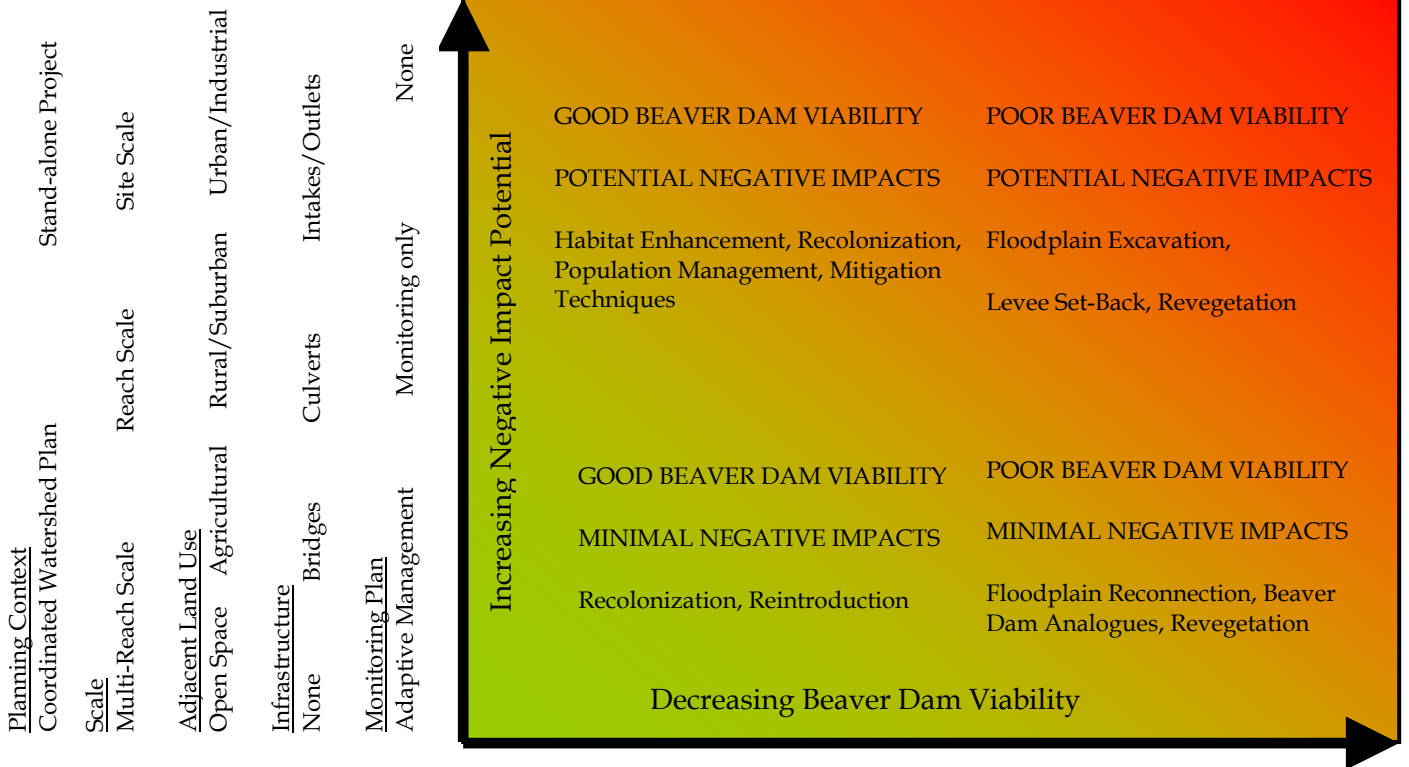 Planning Context
Coordinated Watershed Plan Stand-alone Project
Scale
Multi-Reach Scale Reach Scale Site Scale
Adjacent Land Use
Open Space Agricultural Rural/Suburban Urban/Industrial
Infrastructure
None Bridges Culverts Intakes/Outlets
Monitoring Plan
Adaptive Management Monitoring only None
Increasing Negative Impact Potential
GOOD BEAVER DAM VIABILITY
POTENTIAL NEGATIVE IMPACTS
Habitat Enhancement, Recolonization,
Population Management, Mitigation
Techniques
POOR BEAVER DAM VIABILITY
POTENTIAL NEGATIVE IMPACTS
Floodplain Excavation,
Levee Set-Back, Revegetation
GOOD BEAVER DAM VIABILITY
MINIMAL NEGATIVE IMPACTS
Recolonization, Reintroduction
POOR BEAVER DAM VIABILITY
MINIMAL NEGATIVE IMPACTS
Floodplain Reconnection, Beaver
Dam Analogues, Revegetation
Decreasing Beaver Dam Viability